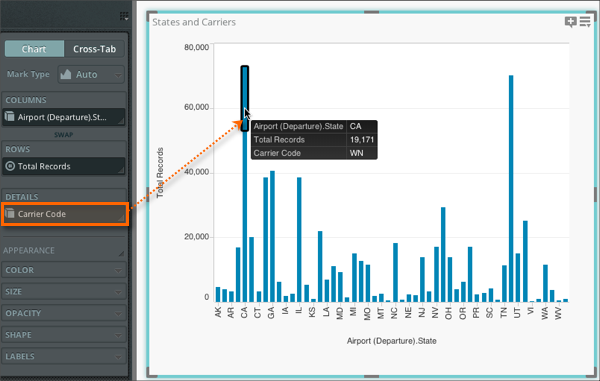 Chart
Cross-Tab
Mark Type
Auto
COLUMNS
Airport (Departure).St...
SWAP
ROWS
Total Records
DETAILS
Carrier Code
APPEARANCE
COLOR
SIZE
OPACITY
SHAPE
LABELS
States and Carriers
80,000
60,000
40,000
20,000
0
Total Records
Airport (Departure).State CA
Total Records 19,171
Carrier Code WN
AK AR CA CT GA IA IL KS LA MD MI MO MT NC NE NJ NV OH OR PR SC TN UT VI WA WV
Airport (Departure).State